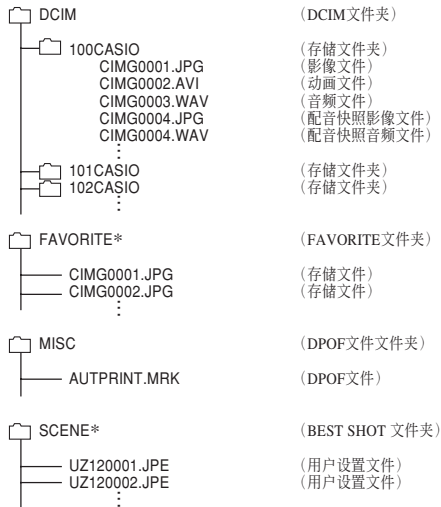 DCIM （DCIM文件夹）
100CASIO （存储文件夹）
CIMG0001.JPG （影像文件）
CIMG0002.AVI （动画文件）
CIMG0003.WAV （音频文件）
CIMG0004.JPG （配音快照影像文件）
CIMG0004.WAV （配音快照音频文件）
101CASIO （存储文件夹）
102CASIO （存储文件夹）
FAVORITE* （FAVORITE文件夹）
CIMG0001.JPG （存储文件）
CIMG0002.JPG （存储文件）
MISC （DPOF文件文件夹）
AUTPRINT.MRK （DPOF文件）
SCENE* （BEST SHOT 文件夹）
UZ120001.JPE （用户设置文件）
UZ120002.JPE （用户设置文件）